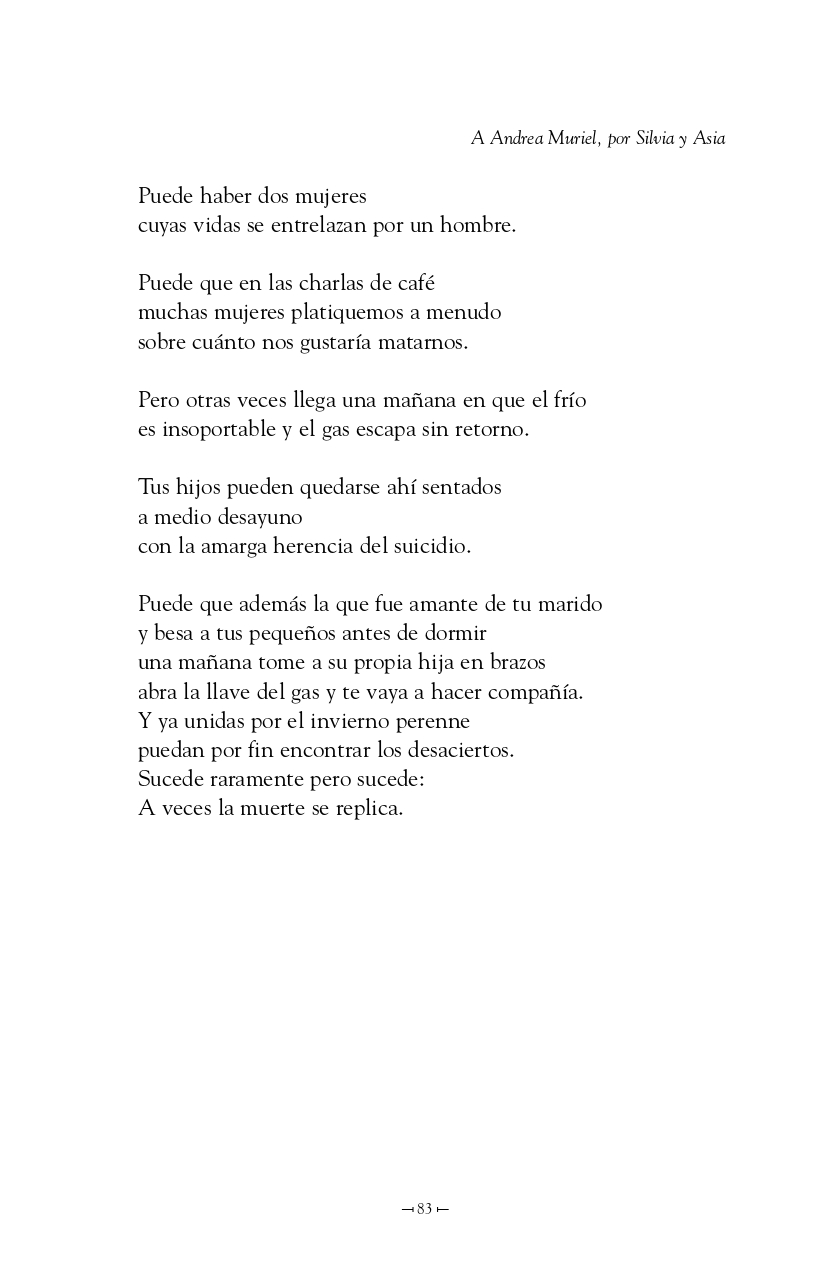 A Andrea Muriel, por Silvia y Asia
Puede haber dos mujeres
cuyas vidas se entrelazan por un hombre.
Puede que en las charlas de café
muchas mujeres platiquemos a menudo
sobre cuánto nos gustaría matarnos.
Pero otras veces llega una mañana en que el frío
es insoportable y el gas escapa sin retorno.
Tus hijos pueden quedarse ahí sentados
a medio desayuno
con la amarga herencia del suicidio.
Puede que además la que fue amante de tu marido
y besa a tus pequeños antes de dormir
una mañana tome a su propia hija en brazos
abra la llave del gas y te vaya a hacer compañía.
Y ya unidas por el invierno perenne
puedan por fin encontrar los desaciertos.
Sucede raramente pero sucede:
A veces la muerte se replica.
83